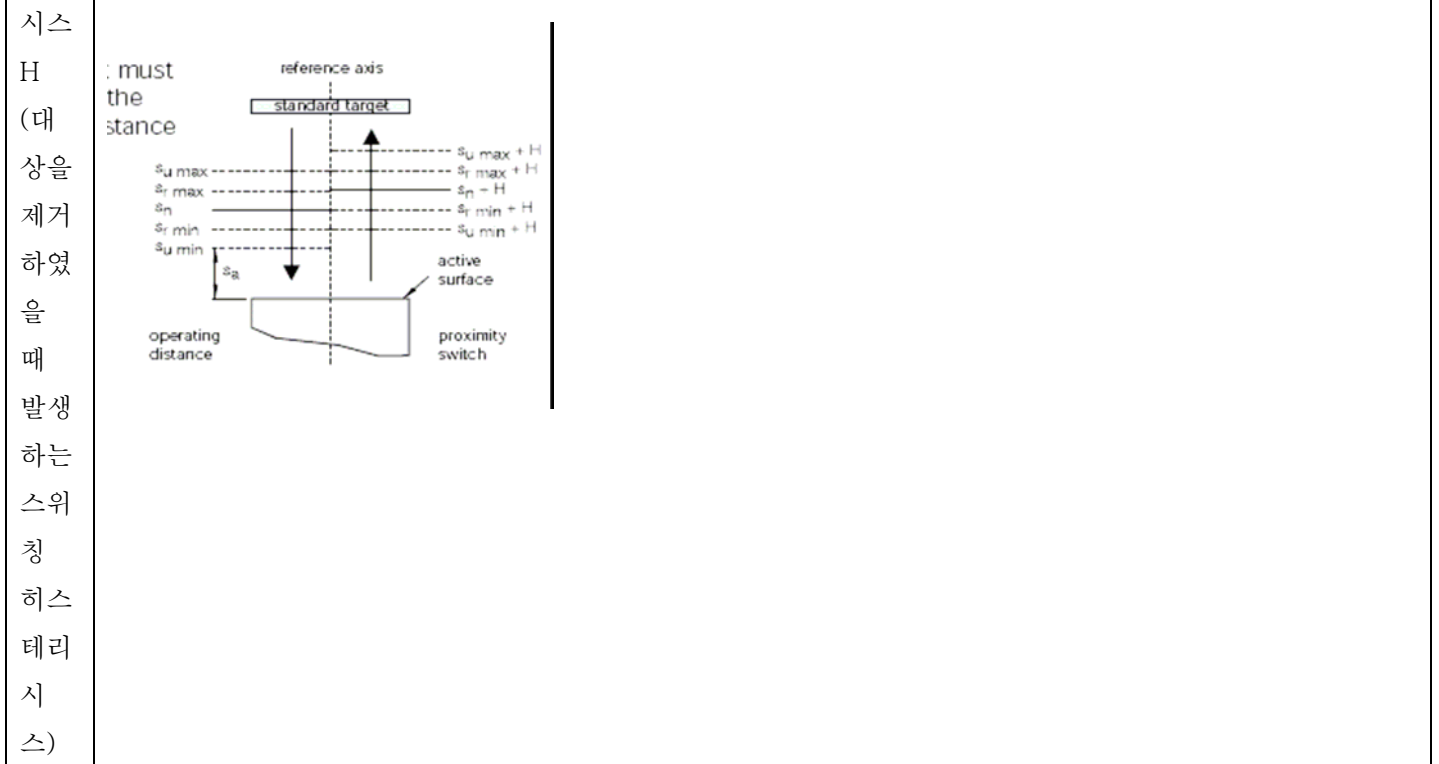 시스
H
(대
상을
제거
하였
을
때
발생
하는
스위
칭
히스
테리
시
스)
: must
the
stance
reference axis
standard target
su max + H
su max
sr max + H
sr max
sn + H
sn
sr min + H
sr min
su min + H
su min
active
surface
sa
operating
distance
proximity
switch